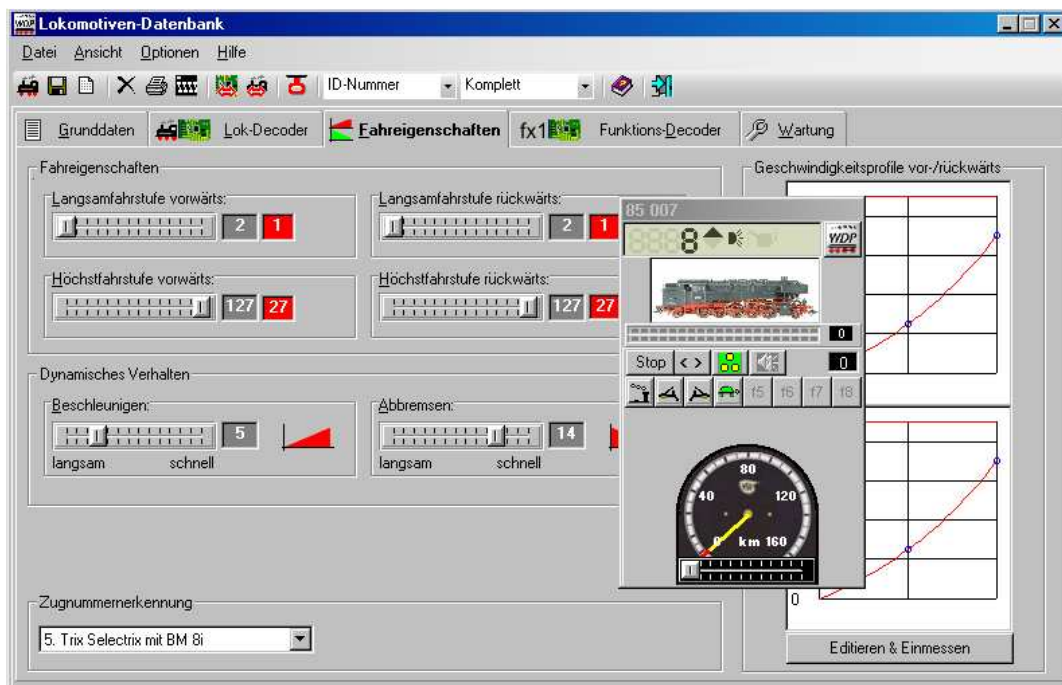 WDP Lokomotiven-Datenbank
Datei Ansicht Optionen Hilfe
ID-Nummer Komplett
Grunddaten Lok-Decoder Fahreigenschaften fx1 Funktions-Decoder Wartung
Fahreigenschaften
Langsamfahrstufe vorwärts:
2 1
Langsamfahrstufe rückwärts:
2 1
Höchstfahrstufe vorwärts:
127 27
Höchstfahrstufe rückwärts:
127 27
Dynamisches Verhalten
Beschleunigen:
5
langsam schnell
Abbremsen:
14
langsam schnell
Zugnummernerkennung
5. Trix Selectrix mit BM 8i
85 007
8
WDP
0
Stop < > 0
f5 f6 f7 f8
80
40 120
0 km 160
Geschwindigkeitsprofile vor-/rückwärts
0
Editieren & Einmessen